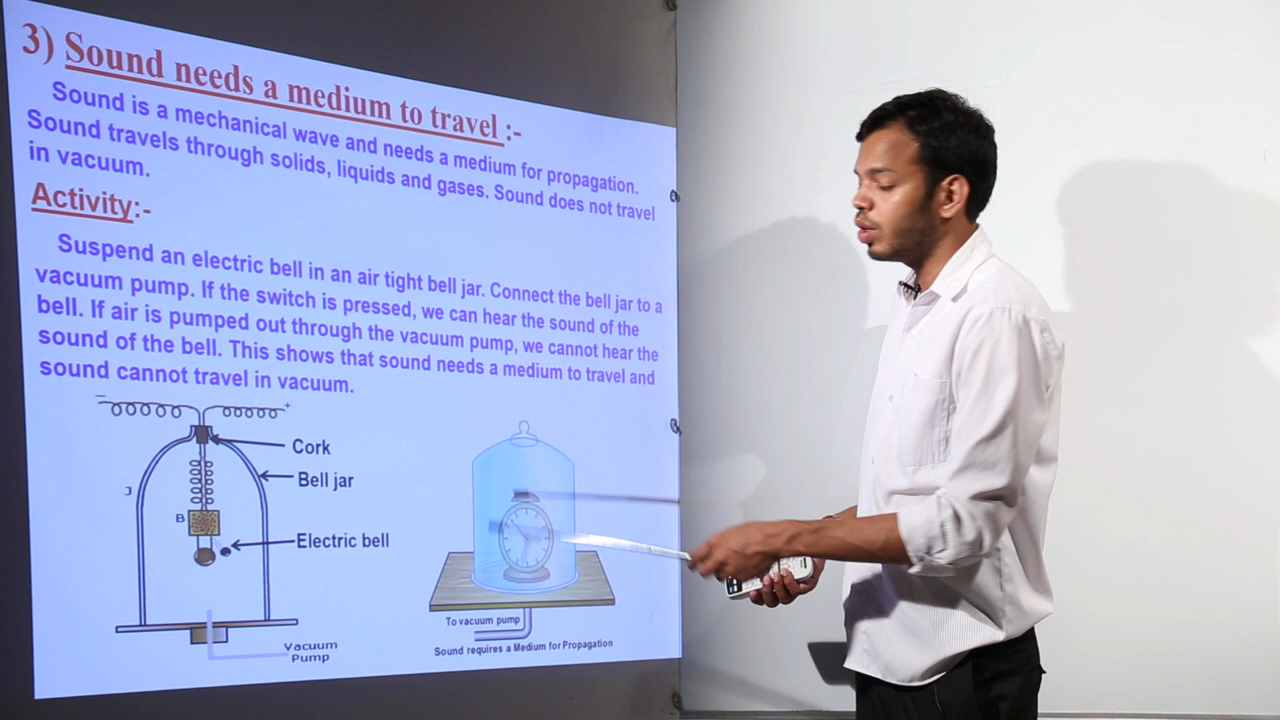 3) Sound needs a medium to travel :-
Sound is a mechanical wave and needs a medium for propagation.
Sound travels through solids, liquids and gases. Sound does not travel
in vacuum.
Activity:-
Suspend an electric bell in an air tight bell jar. Connect the bell jar to a
vacuum pump. If the switch is pressed, we can hear the sound of the
bell. If air is pumped out through the vacuum pump, we cannot hear the
sound of the bell. This shows that sound needs a medium to travel and
sound cannot travel in vacuum.
− +
Cork
Bell jar
J
B
Electric bell
Vacuum
Pump
To vacuum pump
Sound requires a Medium for Propagation